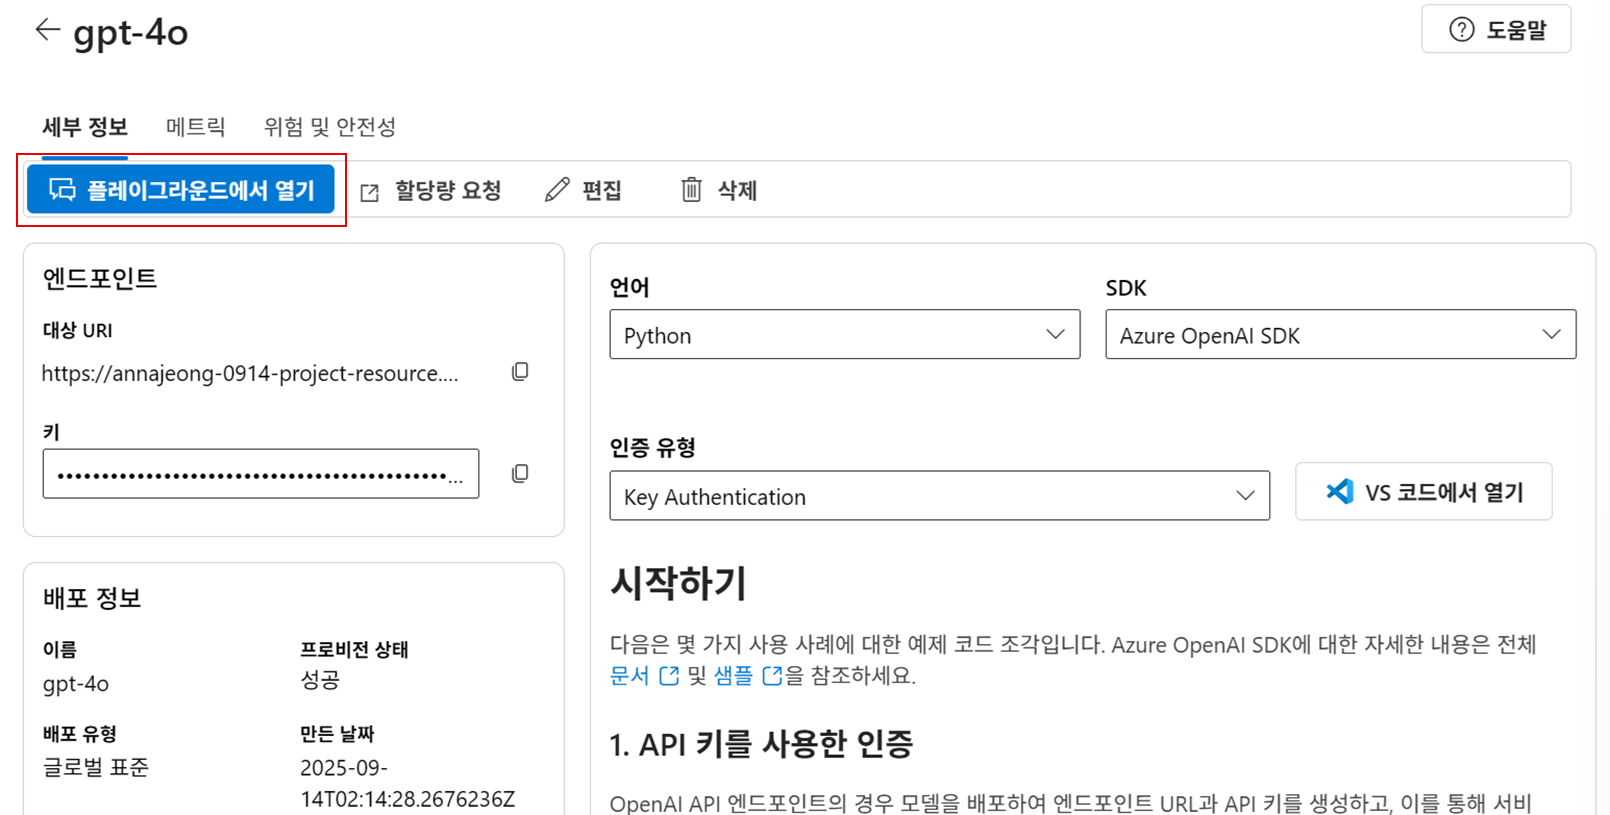 gpt-4o
도움말
세부 정보 메트릭 위험 및 안전성
플레이그라운드에서 열기 할당량 요청 편집 삭제
엔드포인트
대상 URI
https://annajeong-0914-project-resource....
키
••••••••••••••••••••••••••••••••••••••••••••...
배포 정보
이름
gpt-4o
프로비전 상태
성공
배포 유형
글로벌 표준
만든 날짜
2025-09-
14T02:14:28.2676236Z
언어
Python
SDK
Azure OpenAI SDK
인증 유형
Key Authentication
VS 코드에서 열기
시작하기
다음은 몇 가지 사용 사례에 대한 예제 코드 조각입니다. Azure OpenAI SDK에 대한 자세한 내용은 전체
문서 및 샘플 을 참조하세요.
1. API 키를 사용한 인증
OpenAI API 엔드포인트의 경우 모델을 배포하여 엔드포인트 URL과 API 키를 생성하고, 이를 통해 서비